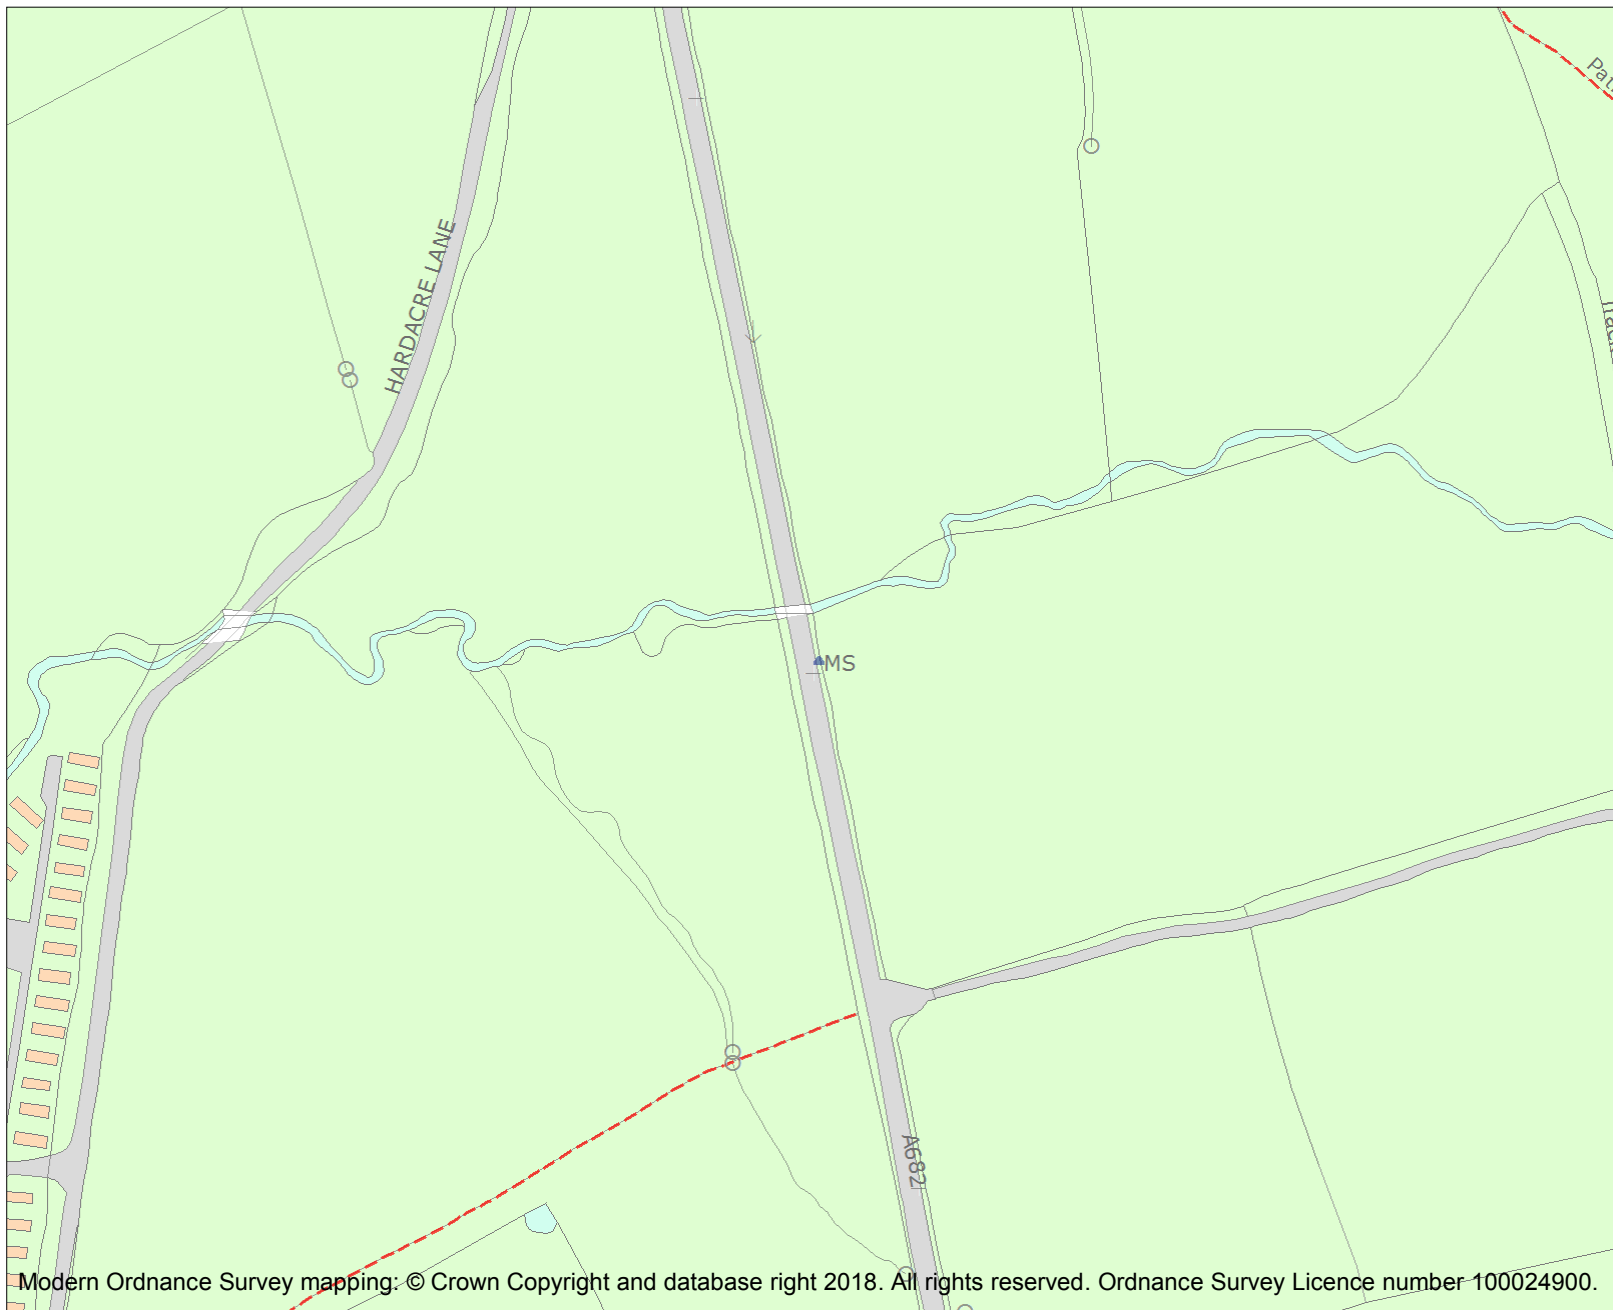 HARDACRE LANE
MS
A682
Modern Ordnance Survey mapping: © Crown Copyright and database right 2018. All rights reserved. Ordnance Survey Licence number 100024900.